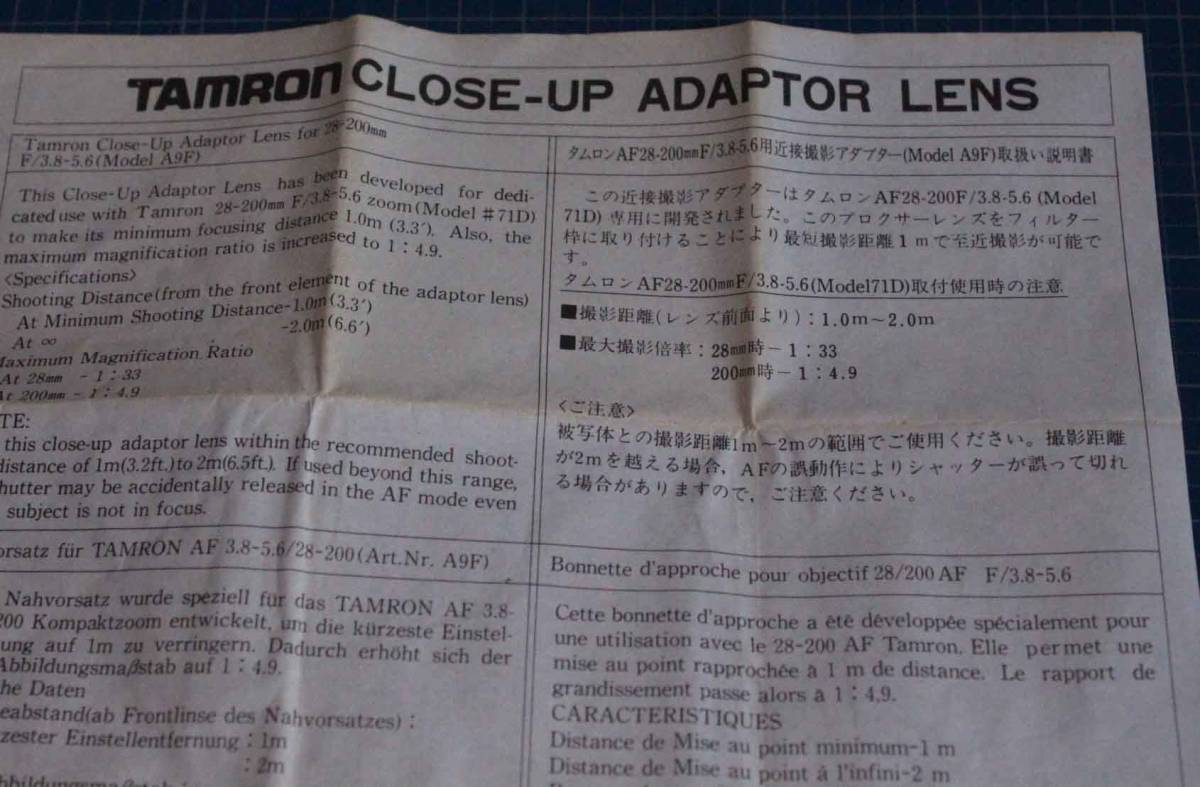 TAMRON CLOSE-UP ADAPTOR LENS
Tamron Close-Up Adaptor Lens for 28-200mm
F/3.8-5.6(Model A9F)
This Close-Up Adaptor Lens has been developed for dedi-
cated use with Tamron 28-200mm F/3.8-5.6 zoom(Model #71D)
to make its minimum focusing distance 1.0m (3.3′). Also, the
maximum magnification ratio is increased to 1:4.9.
〈Specifications〉
Shooting Distance(from the front element of the adaptor lens)
At Minimum Shooting Distance-1.0m(3.3′)
At ∞ -2.0m(6.6′)
Maximum Magnification Ratio
At 28mm - 1:33
At 200mm - 1:4.9
TE:
this close-up adaptor lens within the recommended shoot-
distance of 1m(3.2ft.)to 2m(6.5ft.). If used beyond this range,
hutter may be accidentally released in the AF mode even
subject is not in focus.
タムロンAF28-200mmF/3.8-5.6用近接撮影アダプター(Model A9F)取扱い説明書
この近接撮影アダプターはタムロンAF28-200F/3.8-5.6 (Model
71D) 専用に開発されました。このプロクサーレンズをフィルター
枠に取り付けることにより最短撮影距離1mで至近撮影が可能で
す。
タムロンAF28-200mmF/3.8-5.6(Model71D)取付使用時の注意
■撮影距離(レンズ前面より):1.0m～2.0m
■最大撮影倍率:28mm時－1:33
200mm時－1:4.9
〈ご注意〉
被写体との撮影距離1m～2mの範囲でご使用ください。撮影距離
が2mを越える場合，AFの誤動作によりシャッターが誤って切れ
る場合がありますので，ご注意ください。
orsatz für TAMRON AF 3.8-5.6/28-200(Art.Nr. A9F)
Nahvorsatz wurde speziell für das TAMRON AF 3.8-
200 Kompaktzoom entwickelt, um die kürzeste Einstel-
ung auf 1m zu verringern. Dadurch erhöht sich der
Abbildungsmaßstab auf 1:4.9.
he Daten
eabstand(ab Frontlinse des Nahvorsatzes):
zester Einstellentfernung:1m
:2m
Bonnette d'approche pour objectif 28/200 AF F/3.8-5.6
Cette bonnette d'approche a été développée spécialement pour
une utilisation avec le 28-200 AF Tamron. Elle permet une
mise au point rapprochée à 1 m de distance. Le rapport de
grandissement passe alors à 1:4,9.
CARACTERISTIQUES
Distance de Mise au point minimum-1 m
Distance de Mise au point á l'infini-2 m